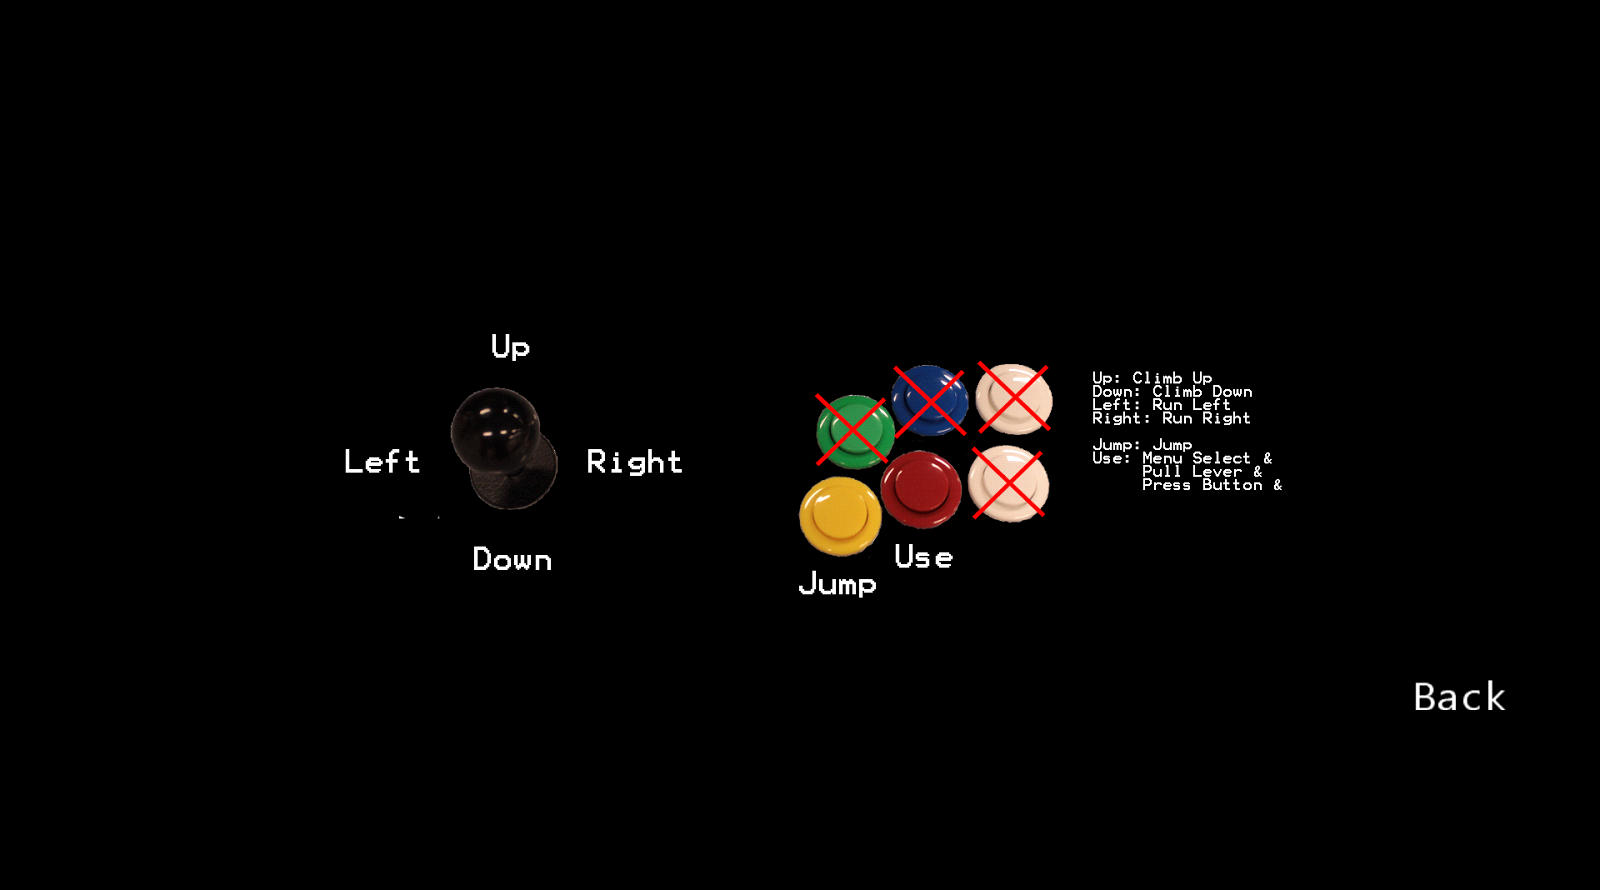 Up
Left
Right
Down
Jump
Use
Up: Climb Up
Down: Climb Down
Left: Run Left
Right: Run Right
Jump: Jump
Use: Menu Select &
Pull Lever &
Press Button &
Back